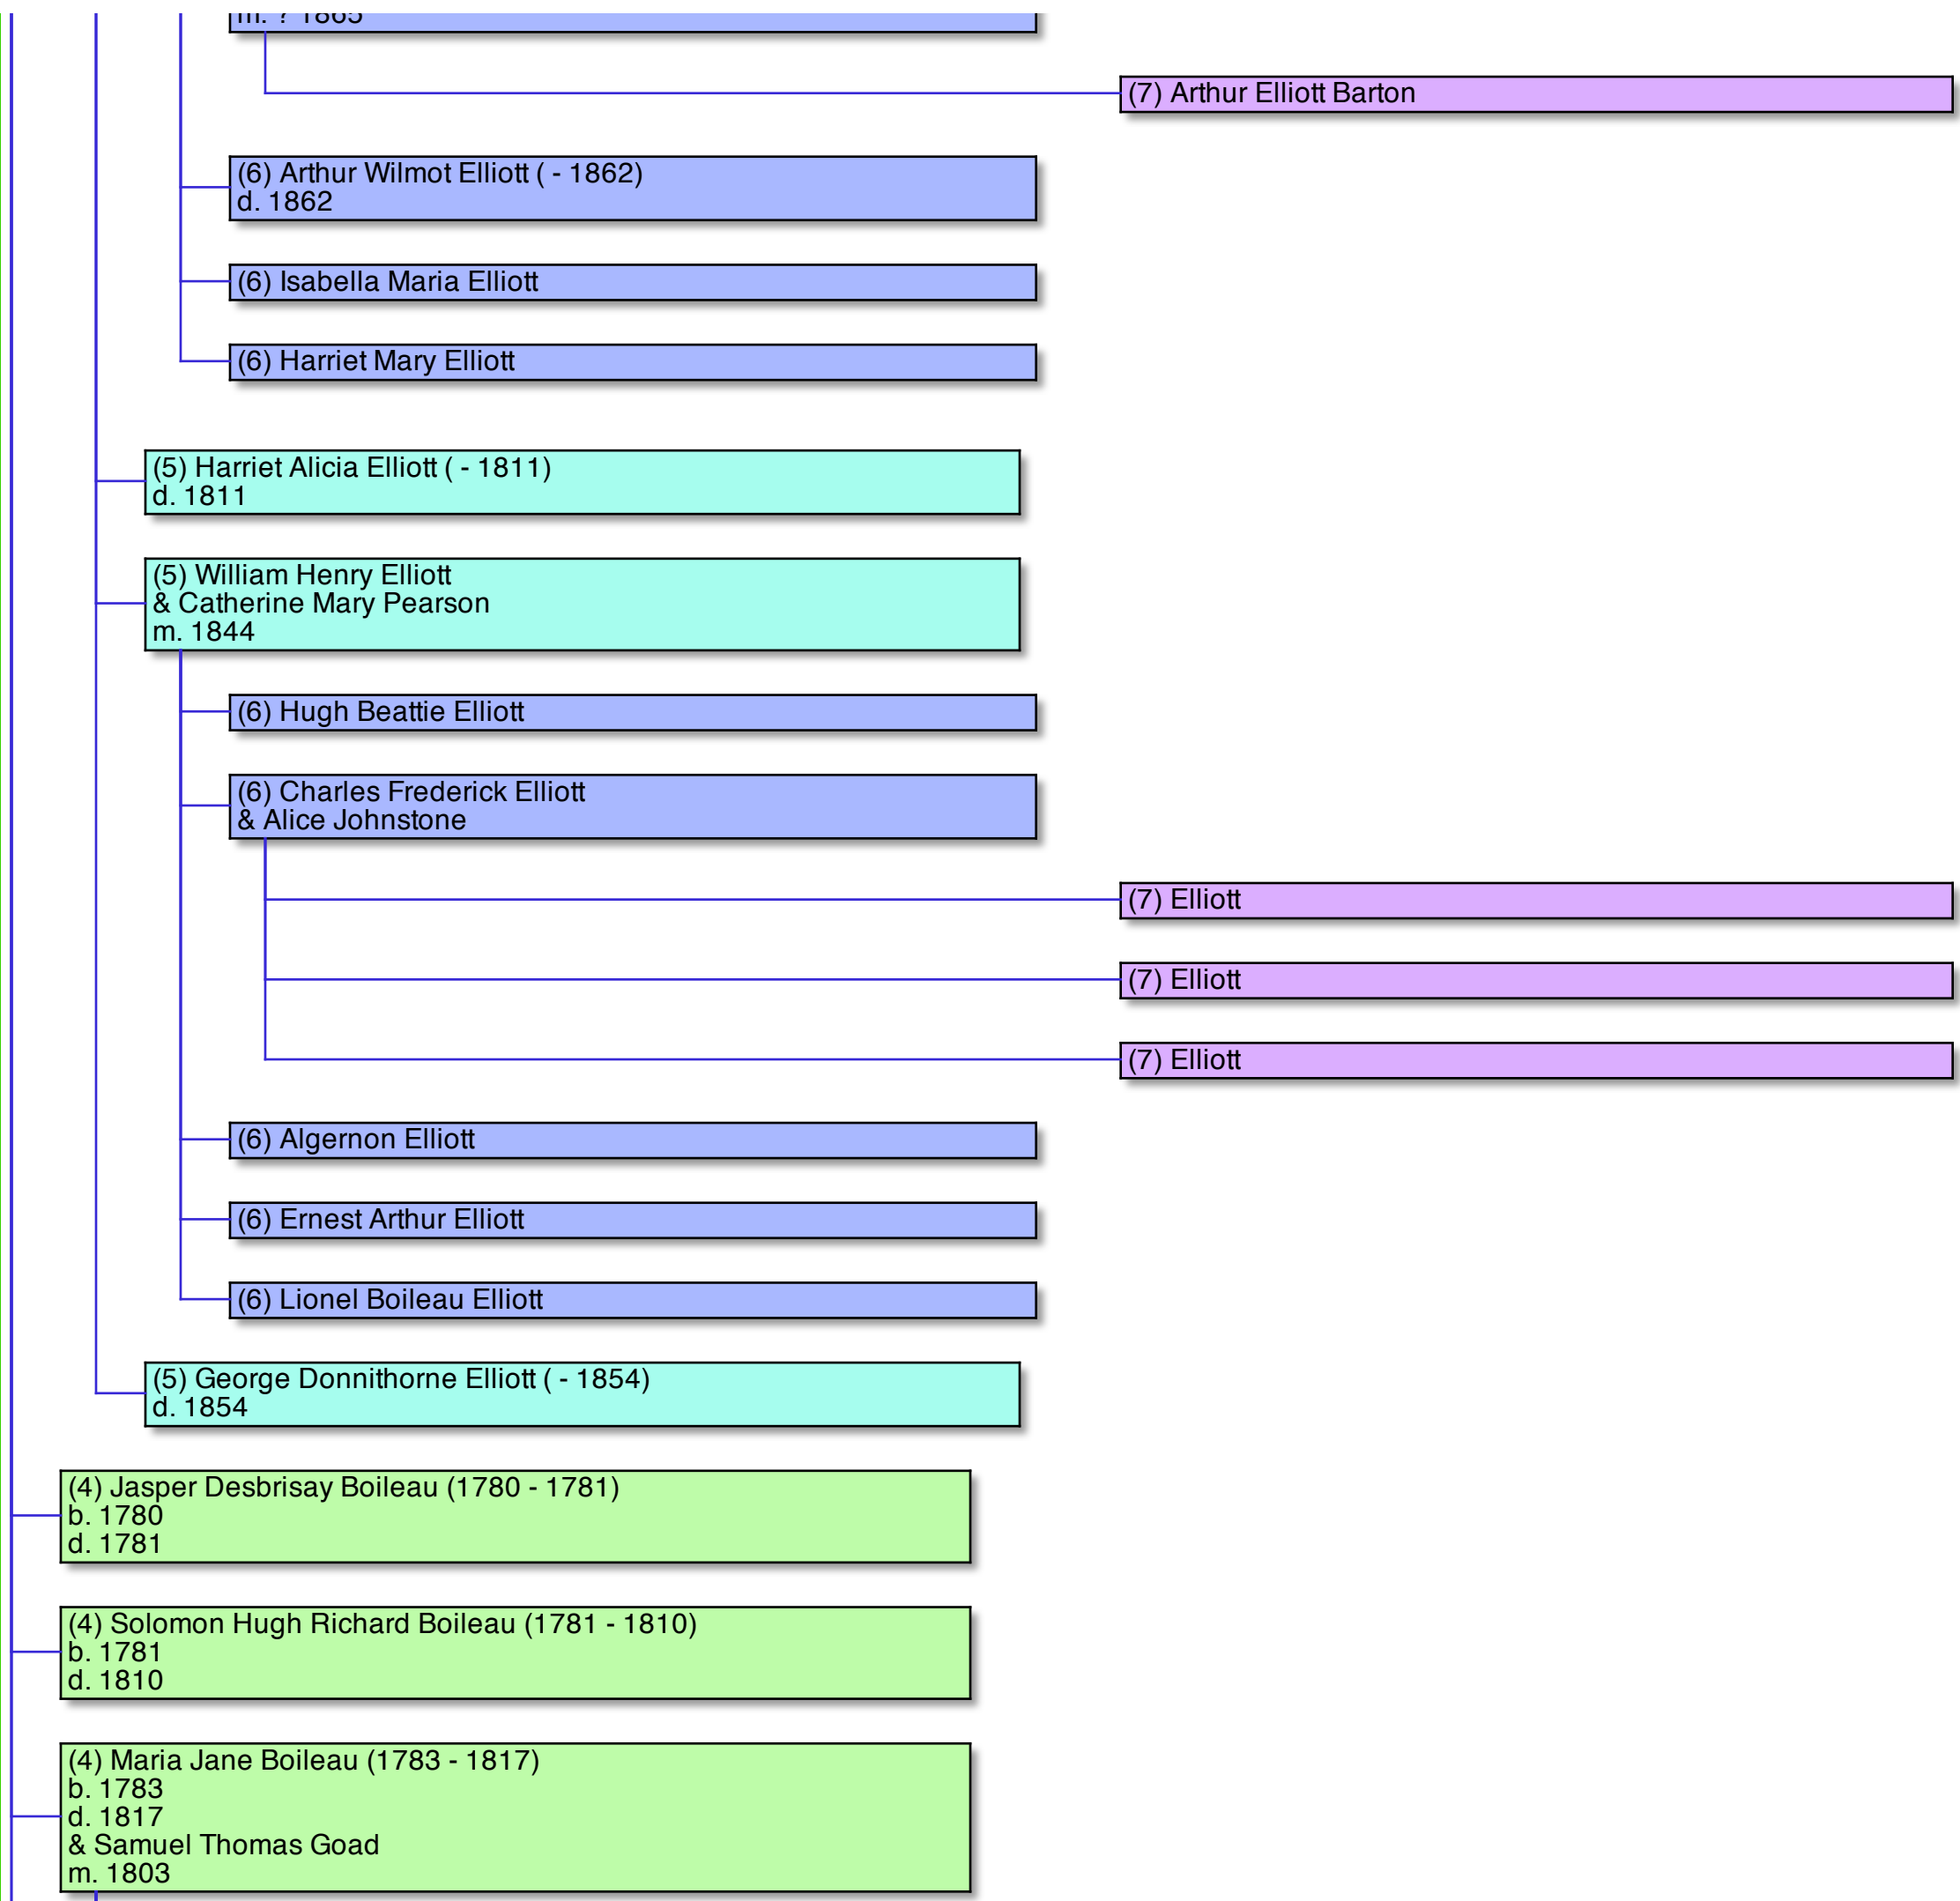 m. ? 1865
(7) Arthur Elliott Barton
(6) Arthur Wilmot Elliott ( - 1862)
d. 1862
(6) Isabella Maria Elliott
(6) Harriet Mary Elliott
(5) Harriet Alicia Elliott ( - 1811)
d. 1811
(5) William Henry Elliott
& Catherine Mary Pearson
m. 1844
(6) Hugh Beattie Elliott
(6) Charles Frederick Elliott
& Alice Johnstone
(7) Elliott
(7) Elliott
(7) Elliott
(6) Algernon Elliott
(6) Ernest Arthur Elliott
(6) Lionel Boileau Elliott
(5) George Donnithorne Elliott ( - 1854)
d. 1854
(4) Jasper Desbrisay Boileau (1780 - 1781)
b. 1780
d. 1781
(4) Solomon Hugh Richard Boileau (1781 - 1810)
b. 1781
d. 1810
(4) Maria Jane Boileau (1783 - 1817)
b. 1783
d. 1817
& Samuel Thomas Goad
m. 1803